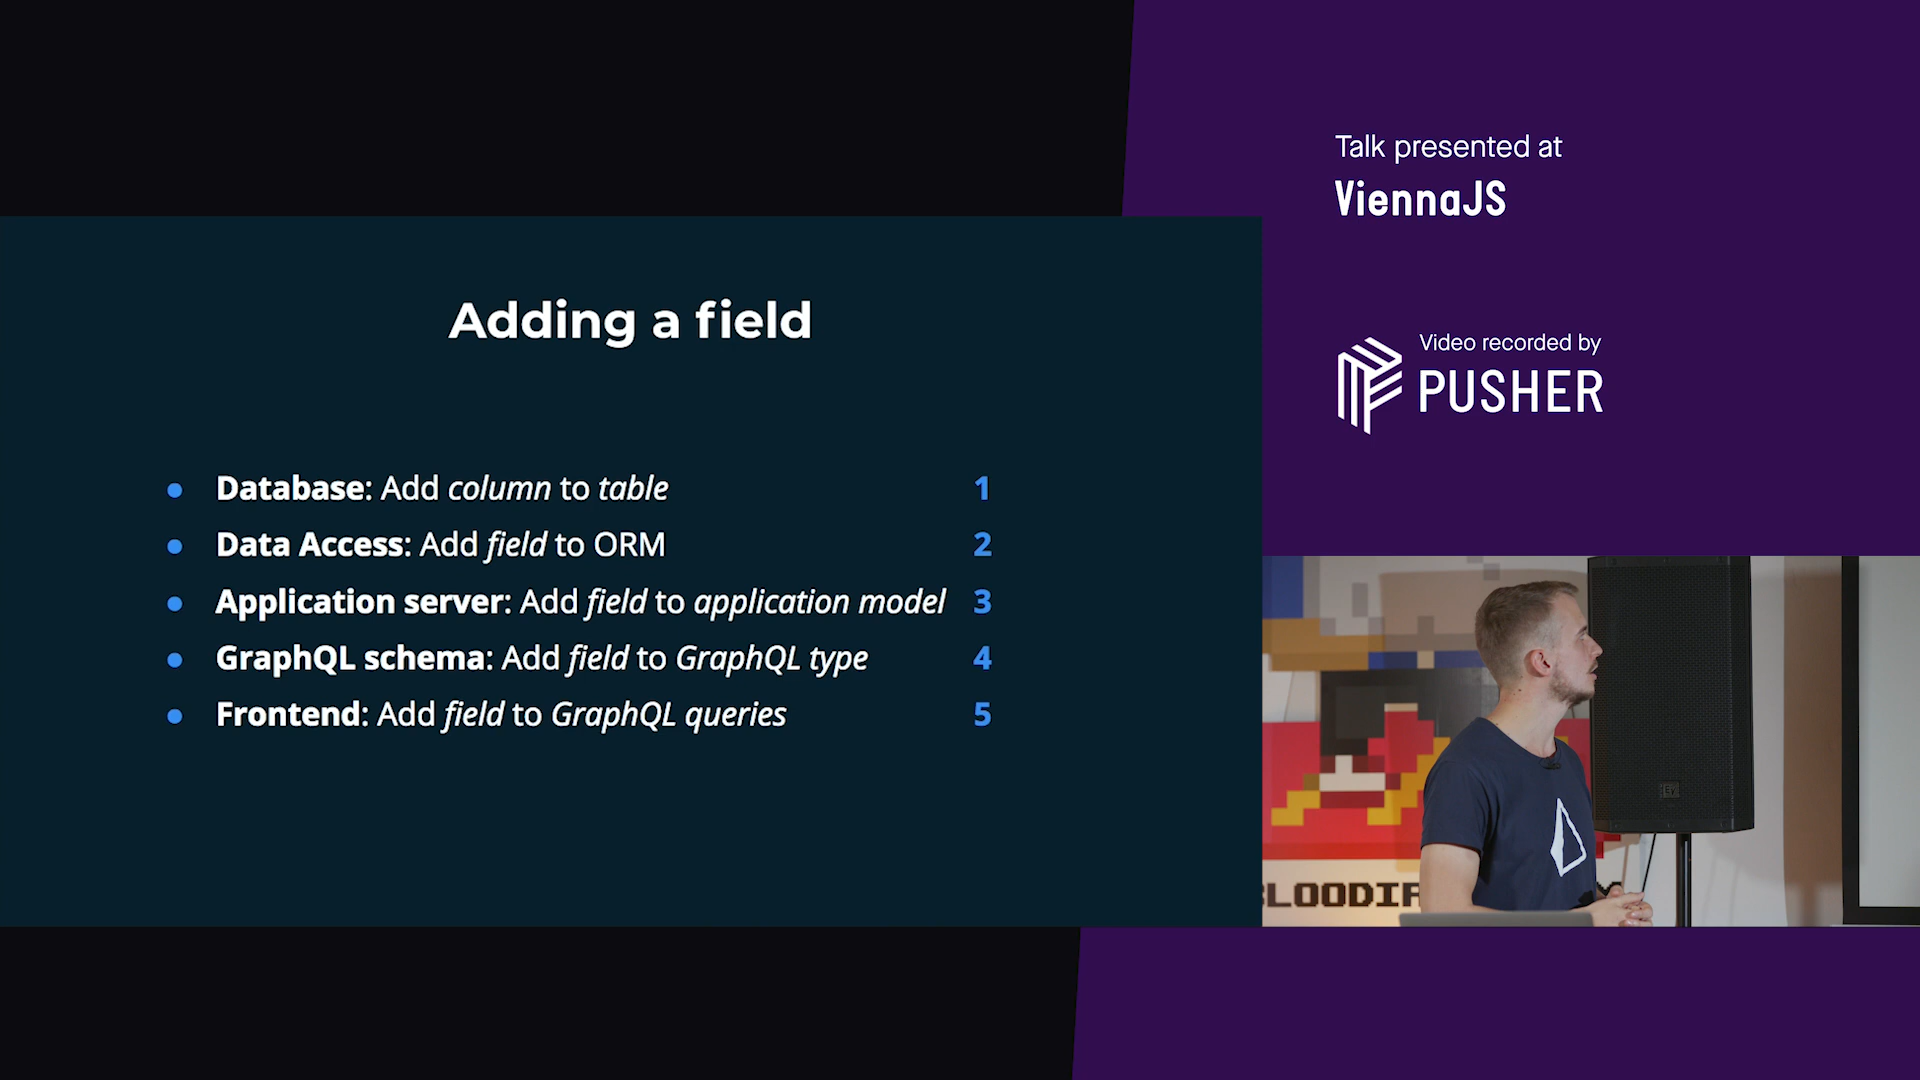 Talk presented at
ViennaJS
Video recorded by
PUSHER
Adding a field
Database: Add column to table 1
Data Access: Add field to ORM 2
Application server: Add field to application model 3
GraphQL schema: Add field to GraphQL type 4
Frontend: Add field to GraphQL queries 5